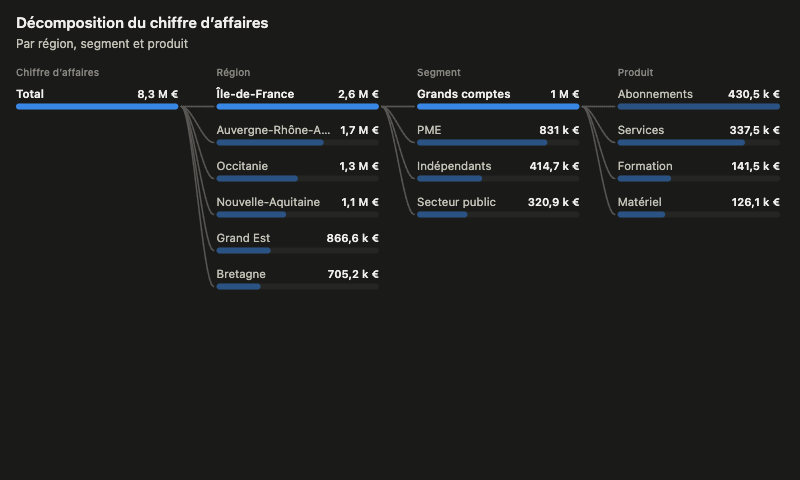 Décomposition du chiffre d’affaires
Par région, segment et produit
Chiffre d’affaires
Total 8,3 M €
Région
Île-de-France 2,6 M €
Auvergne-Rhône-A... 1,7 M €
Occitanie 1,3 M €
Nouvelle-Aquitaine 1,1 M €
Grand Est 866,6 k €
Bretagne 705,2 k €
Segment
Grands comptes 1 M €
PME 831 k €
Indépendants 414,7 k €
Secteur public 320,9 k €
Produit
Abonnements 430,5 k €
Services 337,5 k €
Formation 141,5 k €
Matériel 126,1 k €